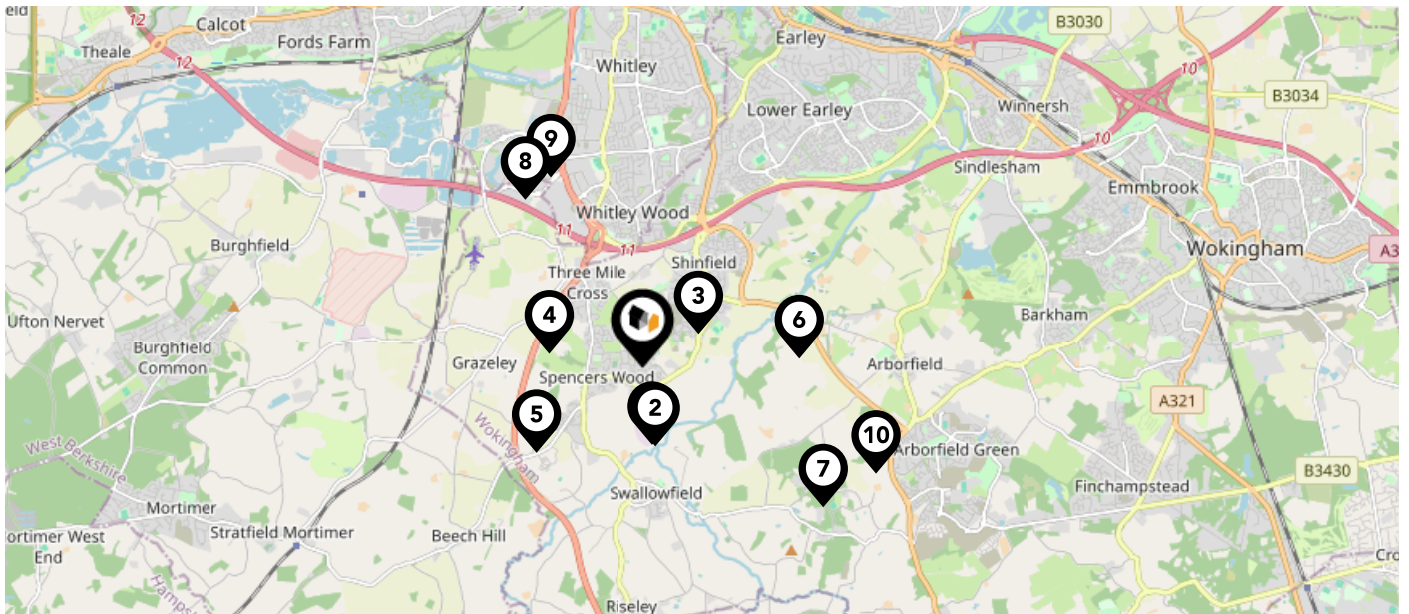 eld
12
Calcot
Theale
Fords Farm
12
Whitley
Earley
B3030
Lower Earley
Winnersh
10
B3034
10
9
8
Sindlesham
Emmbrook
Whitley Wood
11
11
Burghfield
Wokingham
A3
Shinfield
Three Mile
Cross
3
4
6
Ufton Nervet
Barkham
Burghfield
Common
Grazeley
Spencers Wood
Arborfield
2
5
A321
10
Wokingham
West Berkshire
Arborfield Green
7
B3430
Swallowfield
Finchampstead
Mortimer
Stratfield Mortimer
Beech Hill
ortimer West
End
Cro
Hamps
Riseley